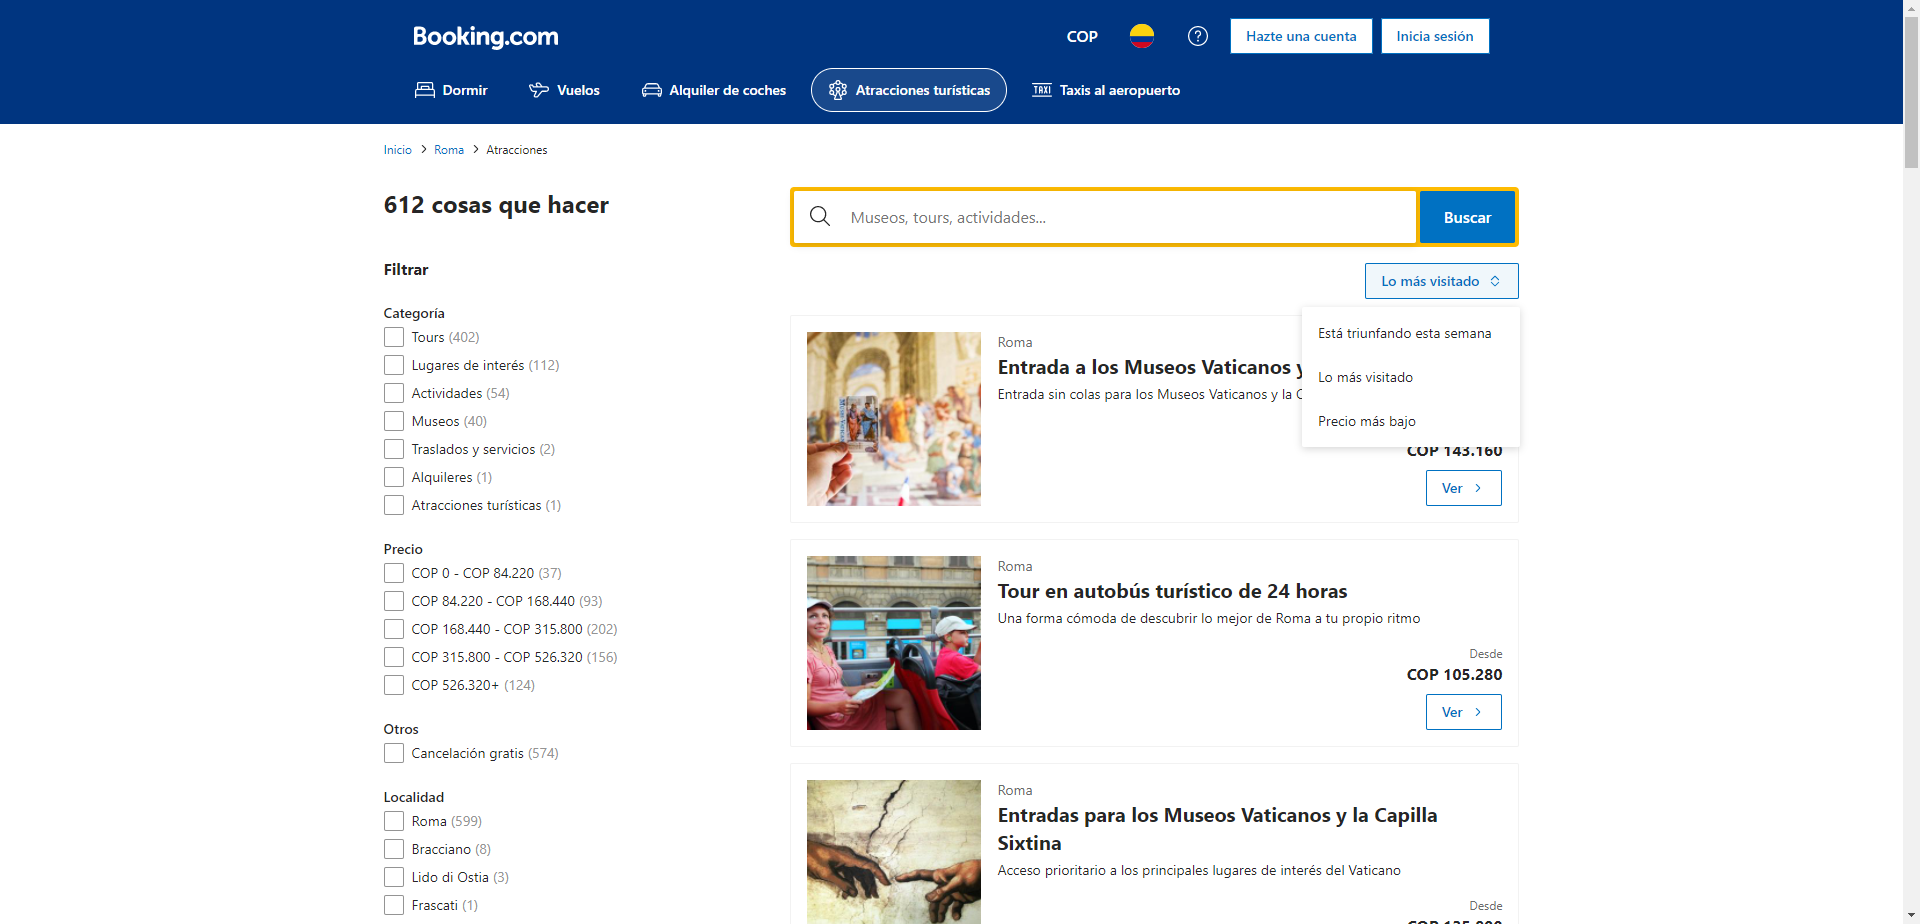 Booking.com
COP
Hazte una cuenta
Inicia sesión
Dormir
Vuelos
Alquiler de coches
Atracciones turísticas
TAXI Taxis al aeropuerto
Inicio > Roma > Atracciones
612 cosas que hacer
Museos, tours, actividades...
Buscar
Filtrar
Lo más visitado
Está triunfando esta semana
Lo más visitado
Precio más bajo
Categoría
Tours (402)
Lugares de interés (112)
Actividades (54)
Museos (40)
Traslados y servicios (2)
Alquileres (1)
Atracciones turísticas (1)
Precio
COP 0 - COP 84.220 (37)
COP 84.220 - COP 168.440 (93)
COP 168.440 - COP 315.800 (202)
COP 315.800 - COP 526.320 (156)
COP 526.320+ (124)
Otros
Cancelación gratis (574)
Localidad
Roma (599)
Bracciano (8)
Lido di Ostia (3)
Frascati (1)
Roma
Entrada a los Museos Vaticanos y
Entrada sin colas para los Museos Vaticanos y la
COP 143.160
Ver
Roma
Tour en autobús turístico de 24 horas
Una forma cómoda de descubrir lo mejor de Roma a tu propio ritmo
Desde
COP 105.280
Ver
Roma
Entradas para los Museos Vaticanos y la Capilla
Sixtina
Acceso prioritario a los principales lugares de interés del Vaticano
Desde